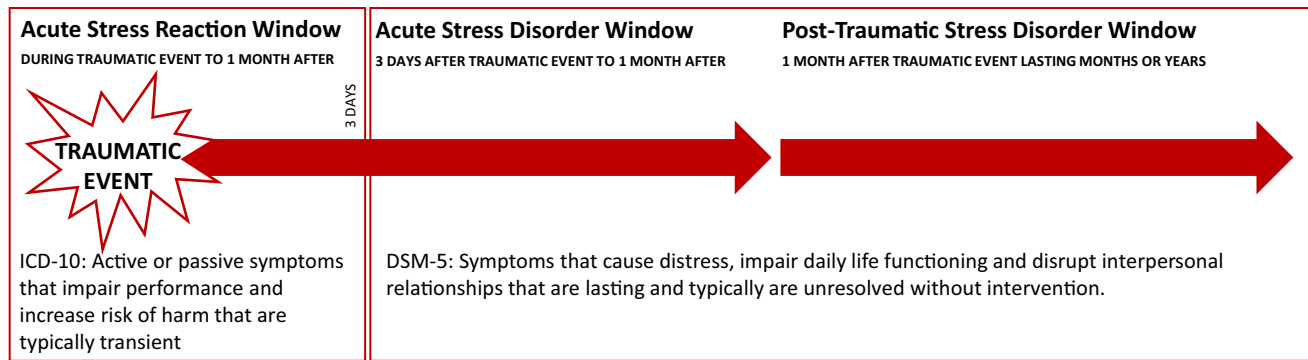 Acute Stress Reaction Window
DURING TRAUMATIC EVENT TO 1 MONTH AFTER
3 DAYS
TRAUMATIC
EVENT
ICD-10: Active or passive symptoms
that impair performance and
increase risk of harm that are
typically transient
Acute Stress Disorder Window
3 DAYS AFTER TRAUMATIC EVENT TO 1 MONTH AFTER
Post-Traumatic Stress Disorder Window
1 MONTH AFTER TRAUMATIC EVENT LASTING MONTHS OR YEARS
DSM-5: Symptoms that cause distress, impair daily life functioning and disrupt interpersonal
relationships that are lasting and typically are unresolved without intervention.